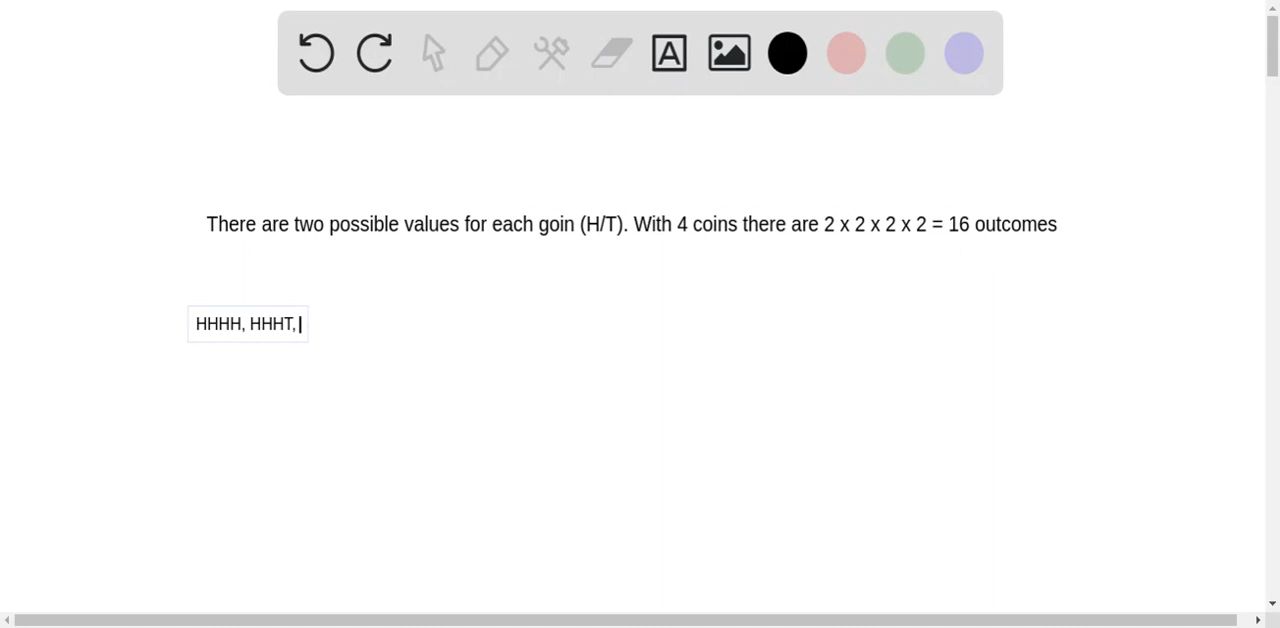 A
There are two possible values for each goin (H/T). With 4 coins there are 2 x 2 x 2 x 2 = 16 outcomes
HHHH, HHHT,